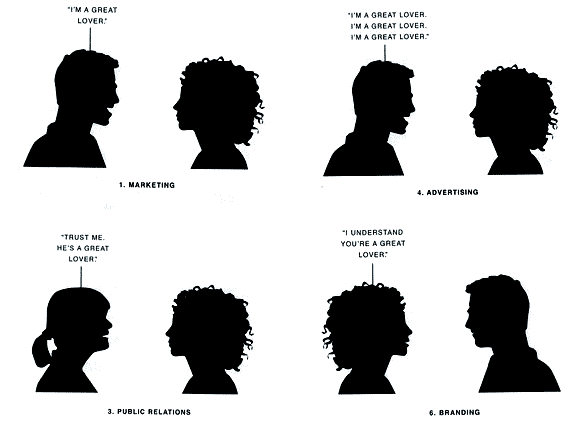 "I'M A GREAT
LOVER."
1. MARKETING
"I'M A GREAT LOVER.
I'M A GREAT LOVER.
I'M A GREAT LOVER."
4. ADVERTISING
"TRUST ME.
HE'S A GREAT
LOVER."
3. PUBLIC RELATIONS
"I UNDERSTAND
YOU'RE A GREAT
LOVER."
6. BRANDING